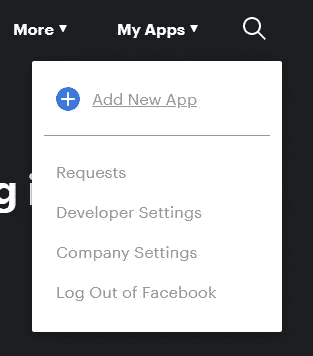 More ▼ My Apps ▼
Add New App
Requests
Developer Settings
Company Settings
Log Out of Facebook